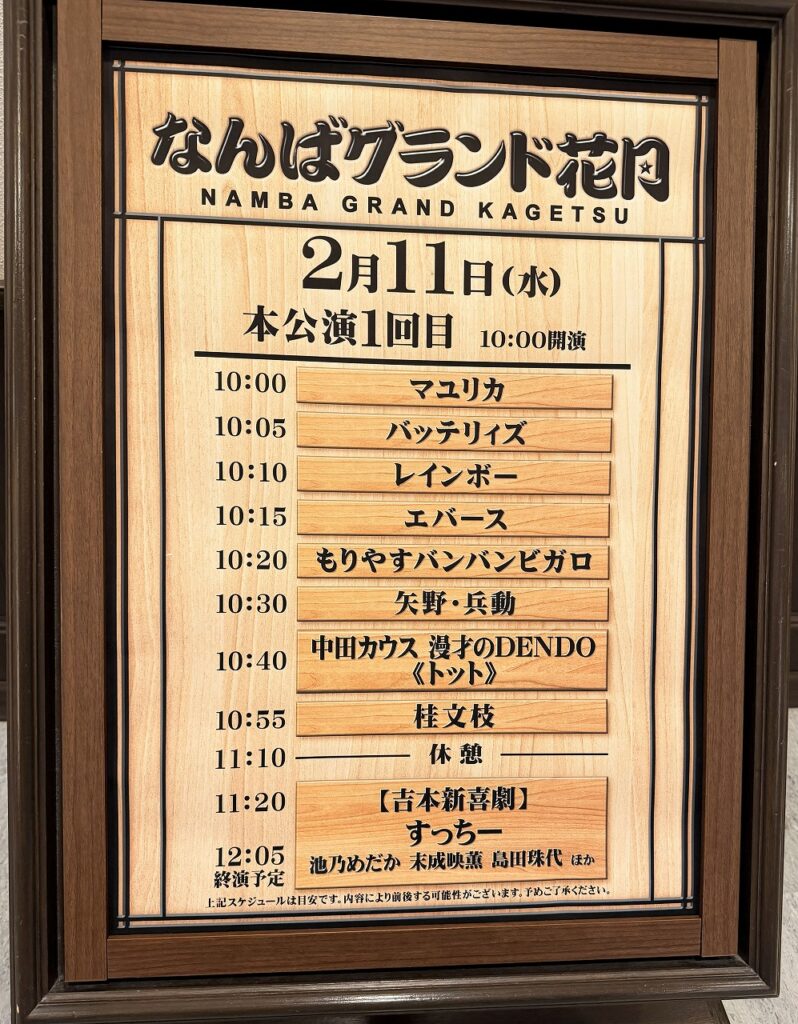 なんばグランド花月
NAMBA GRAND KAGETSU
2月11日(水)
本公演1回目 10:00開演
10:00 マユリカ
10:05 バッテリィズ
10:10 レインボー
10:15 エバース
10:20 もりやすバンバンビガロ
10:30 矢野・兵動
10:40 中田カウス 漫才のDENDO
《トット》
10:55 桂文枝
11:10 休憩
11:20 【吉本新喜劇】
すっちー
12:05 池乃めだか 末成映薫 島田珠代 ほか
終演予定
上記スケジュールは目安です。内容により前後する可能性がございます。予めご了承ください。